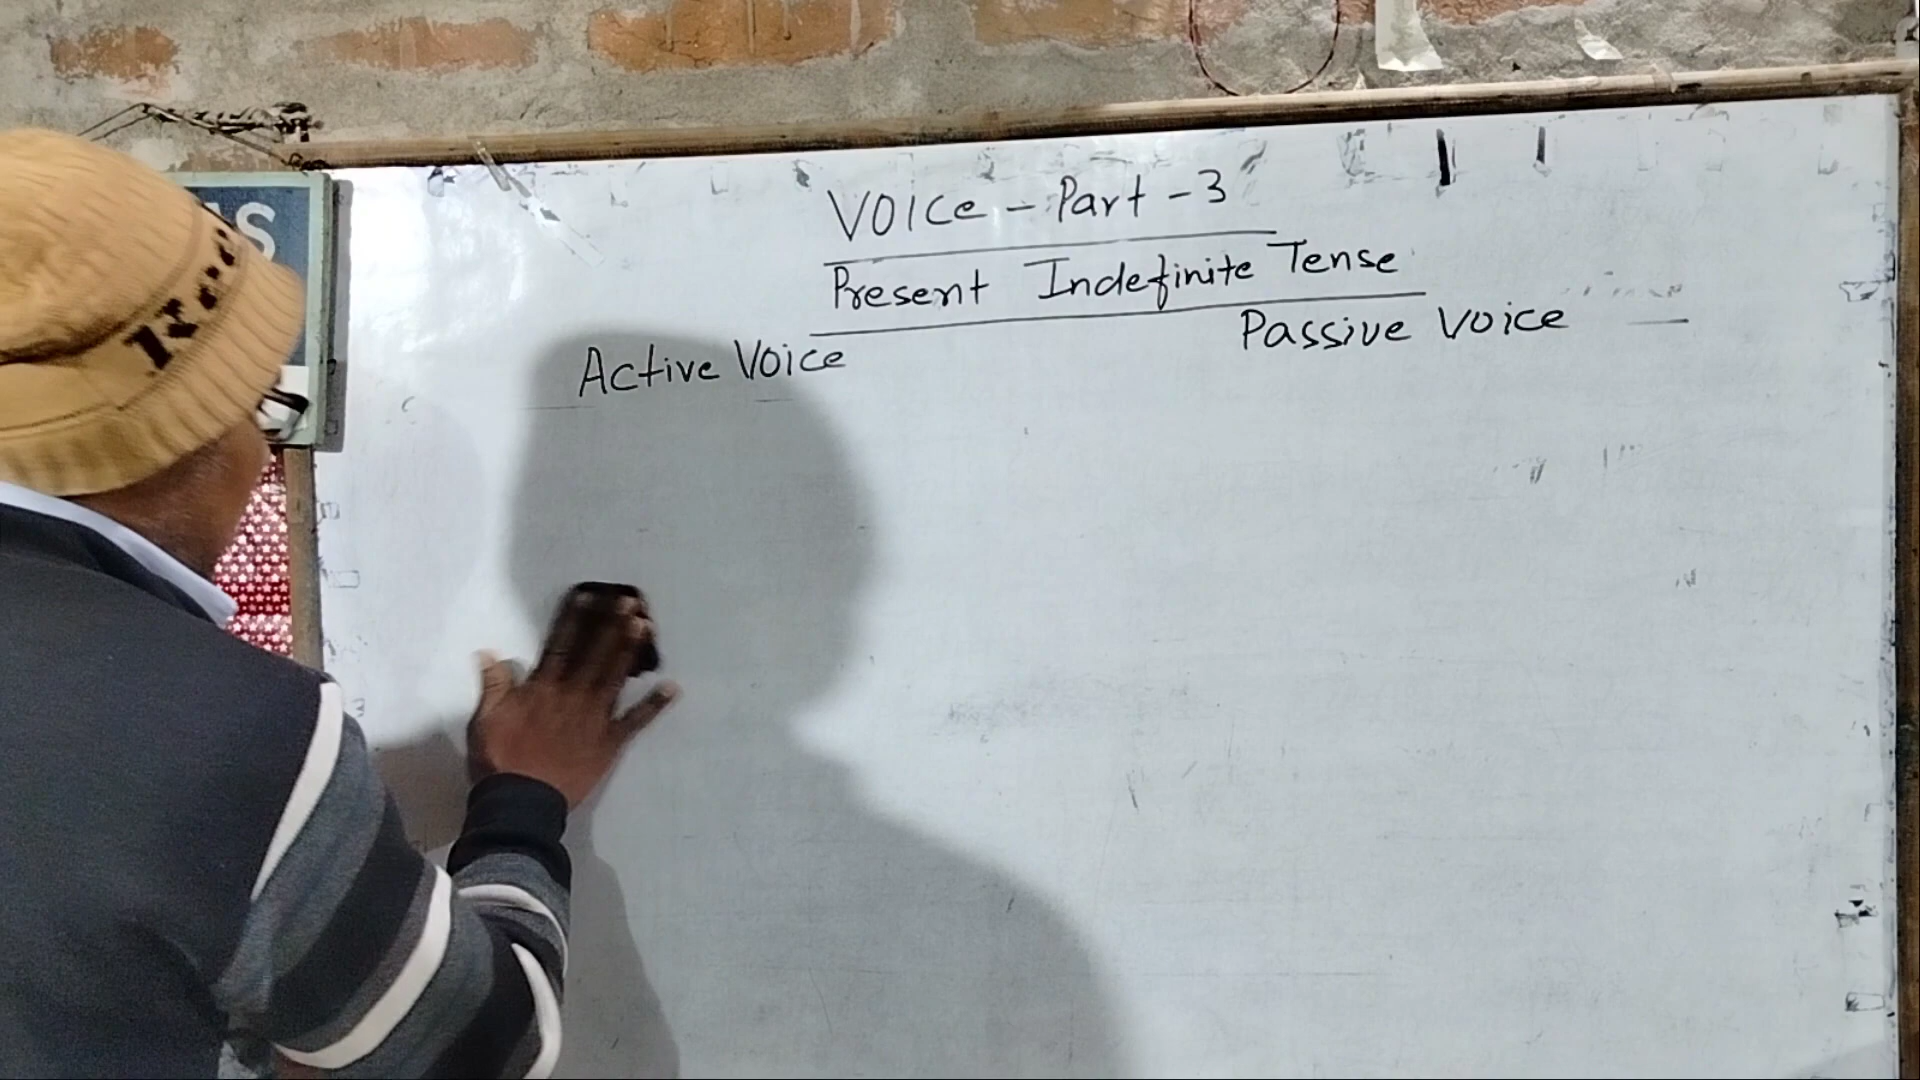 VOICe - Part - 3
Present Indefinite Tense
Active Voice
Passive Voice